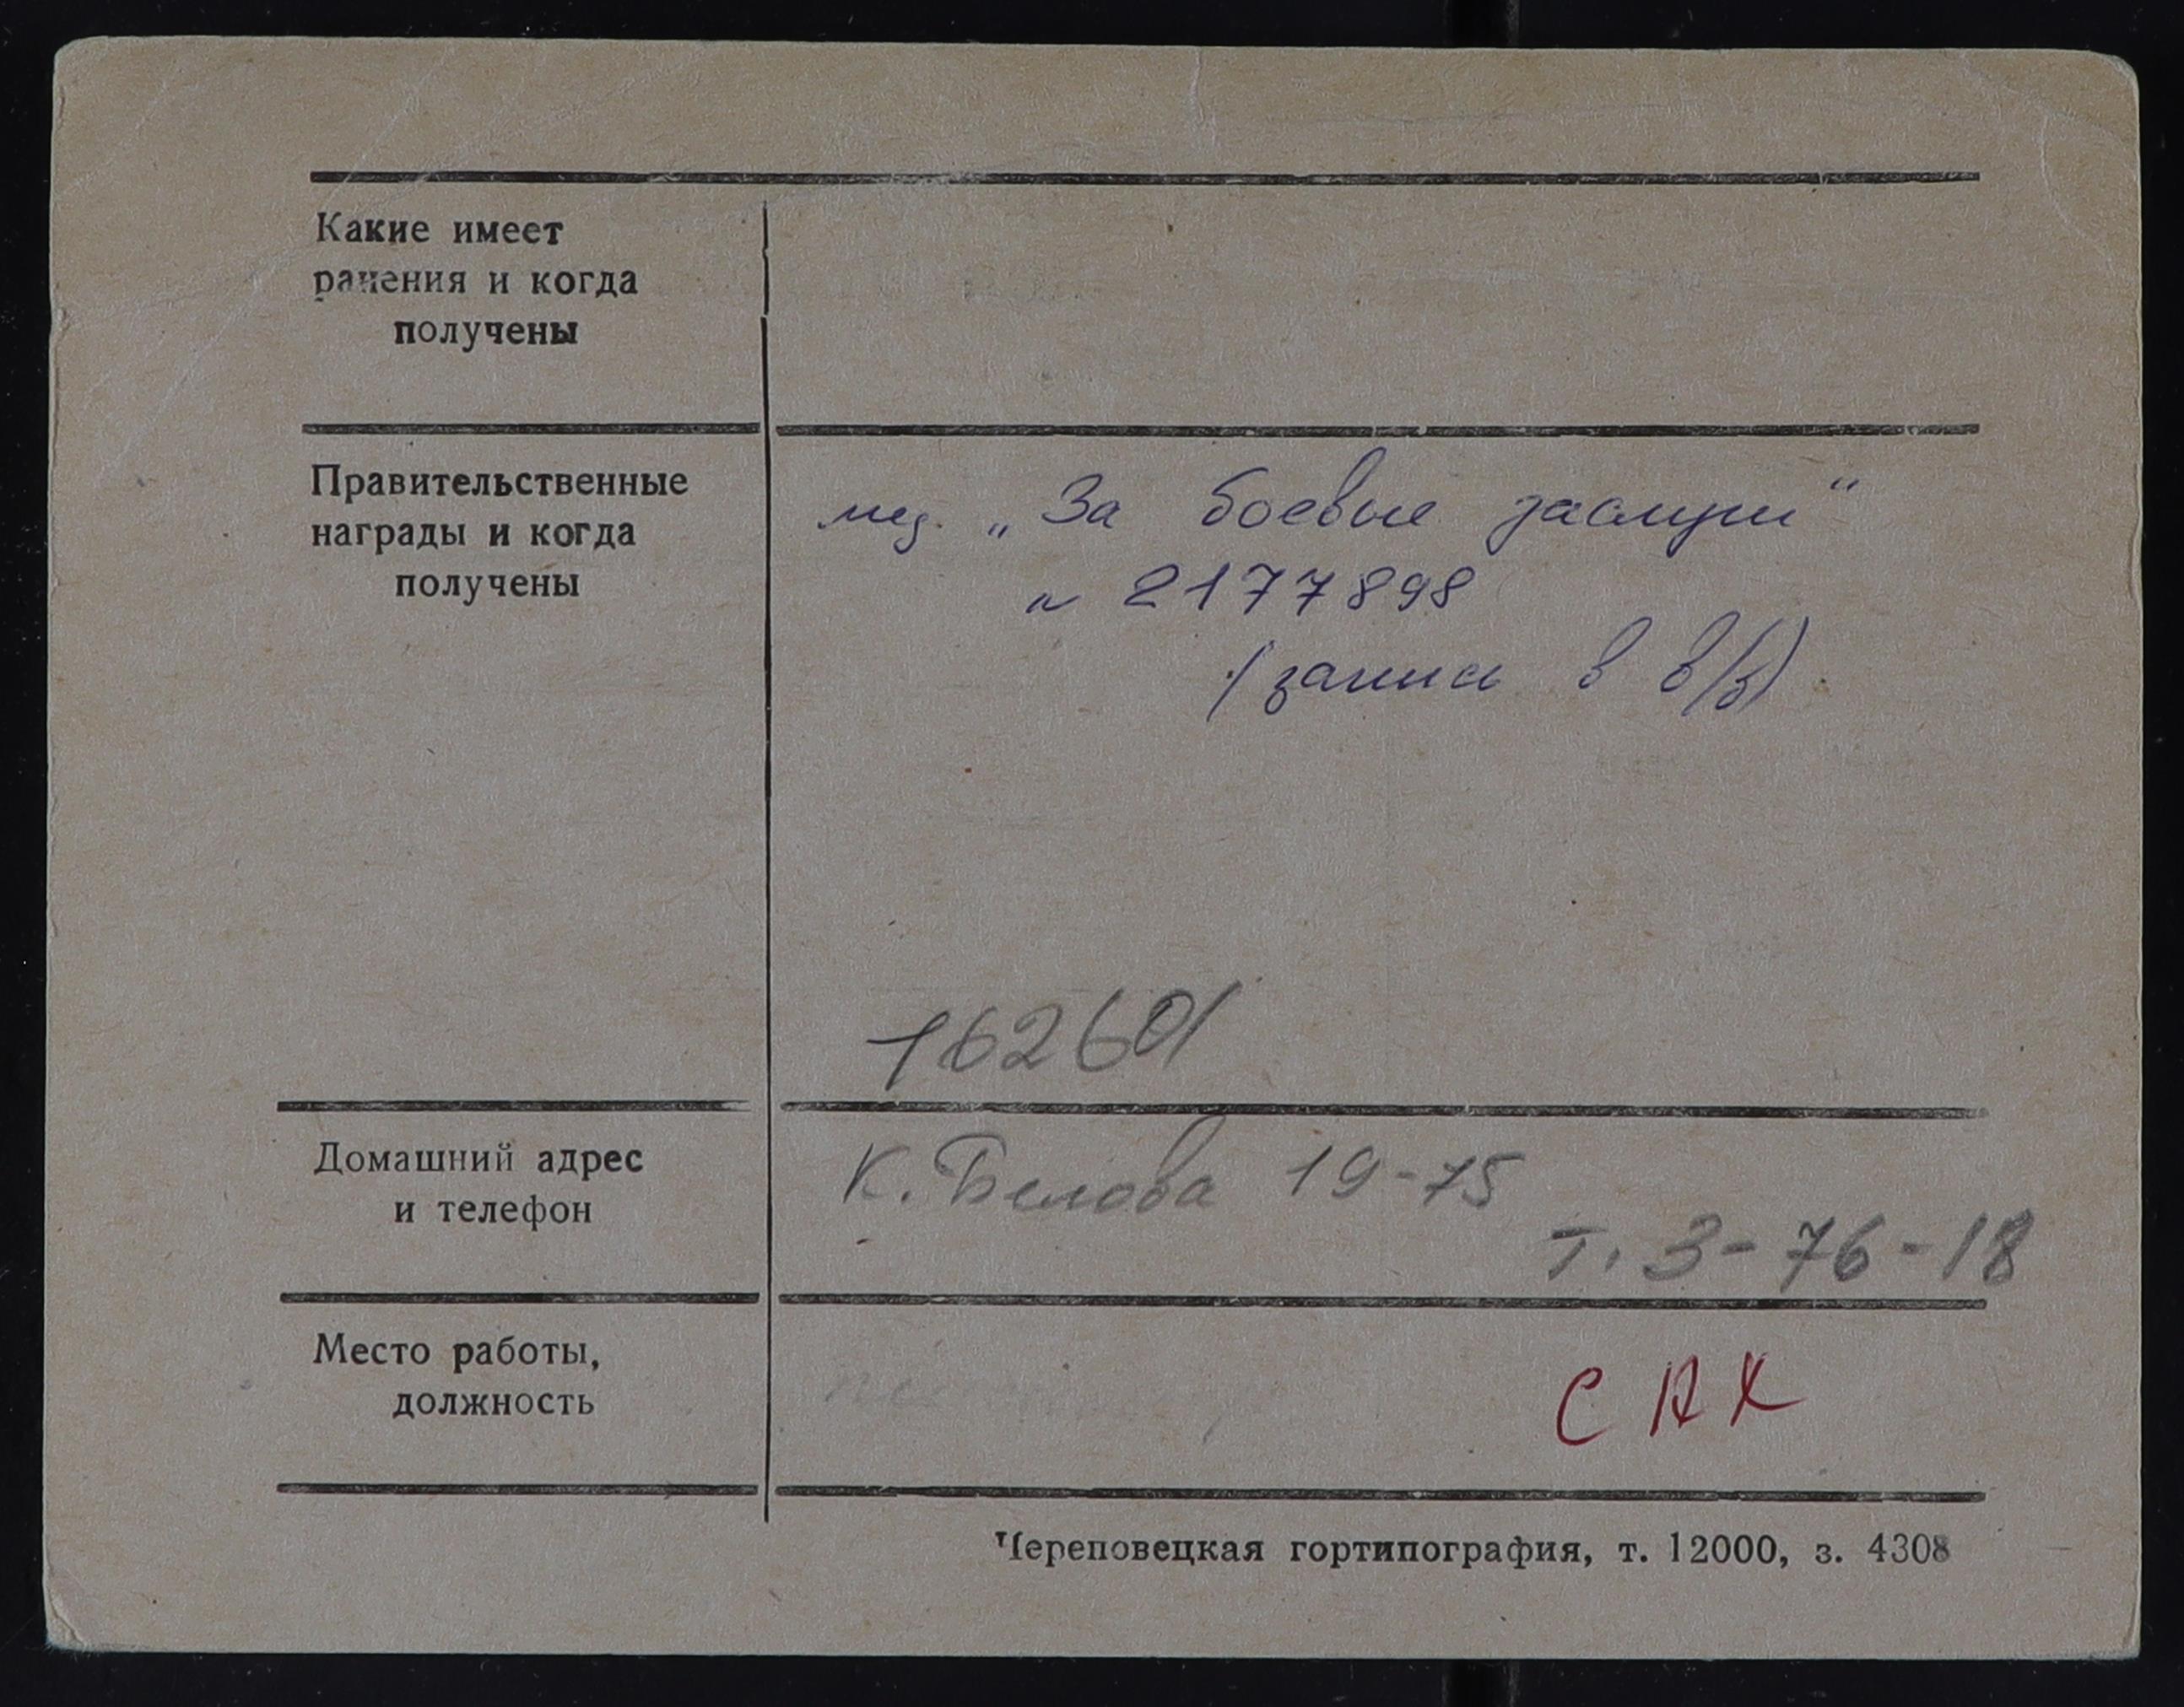 Какие имеет
ранения и когда
получены
Правительственные
награды и когда
получены
мед. „За боевые заслуги“
№ 2177898
(запись в в/б)
162601
Домашний адрес
и телефон
К. Белова 19-75
т. 3-76-18
Место работы,
должность
САХ
Череповецкая гортипография, т. 12000, з. 4308